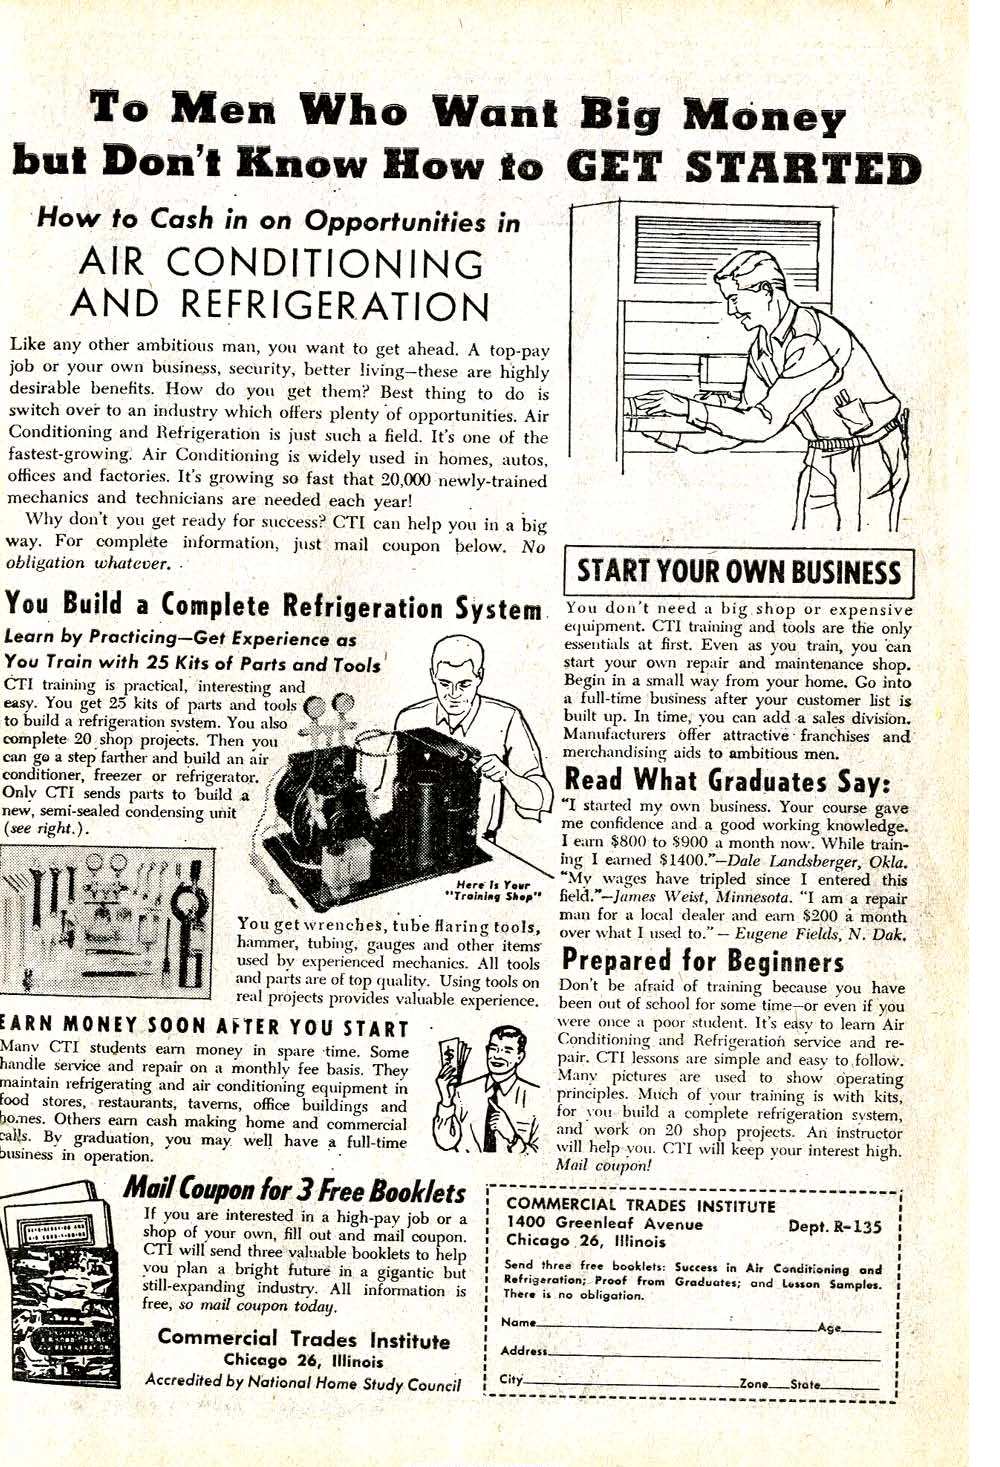 To Men Who Want Big Money
but Don't Know How to GET STARTED
How to Cash in on Opportunities in
AIR CONDITIONING
AND REFRIGERATION
Like any other ambitious man, you want to get ahead. A top-pay
job or your own business, security, better living—these are highly
desirable benefits. How do you get them? Best thing to do is
switch over to an industry which offers plenty of opportunities. Air
Conditioning and Refrigeration is just such a field. It's one of the
fastest-growing. Air Conditioning is widely used in homes, autos,
offices and factories. It's growing so fast that 20,000 newly-trained
mechanics and technicians are needed each year!
Why don't you get ready for success? CTI can help you in a big
way. For complete information, just mail coupon below. No
obligation whatever.
You Build a Complete Refrigeration System
Learn by Practicing—Get Experience as
You Train with 25 Kits of Parts and Tools
CTI training is practical, interesting and
easy. You get 25 kits of parts and tools
to build a refrigeration system. You also
complete 20 shop projects. Then you
can go a step farther and build an air
conditioner, freezer or refrigerator.
Only CTI sends parts to build a
new, semi-sealed condensing unit
(see right.).
Here Is Your
"Training Shop"
You get wrenches, tube flaring tools,
hammer, tubing, gauges and other items
used by experienced mechanics. All tools
and parts are of top quality. Using tools on
real projects provides valuable experience.
EARN MONEY SOON AFTER YOU START
Many CTI students earn money in spare time. Some
handle service and repair on a monthly fee basis. They
maintain refrigerating and air conditioning equipment in
food stores, restaurants, taverns, office buildings and
homes. Others earn cash making home and commercial
calls. By graduation, you may well have a full-time
business in operation.
Mail Coupon for 3 Free Booklets
If you are interested in a high-pay job or a
shop of your own, fill out and mail coupon.
CTI will send three valuable booklets to help
you plan a bright future in a gigantic but
still-expanding industry. All information is
free, so mail coupon today.
Commercial Trades Institute
Chicago 26, Illinois
Accredited by National Home Study Council
START YOUR OWN BUSINESS
You don't need a big shop or expensive
equipment. CTI training and tools are the only
essentials at first. Even as you train, you can
start your own repair and maintenance shop.
Begin in a small way from your home. Go into
a full-time business after your customer list is
built up. In time, you can add a sales division.
Manufacturers offer attractive franchises and
merchandising aids to ambitious men.
Read What Graduates Say:
"I started my own business. Your course gave
me confidence and a good working knowledge.
I earn $800 to $900 a month now. While train-
ing I earned $1400."—Dale Landsberger, Okla.
"My wages have tripled since I entered this
field."—James Weist, Minnesota. "I am a repair
man for a local dealer and earn $200 a month
over what I used to."— Eugene Fields, N. Dak.
Prepared for Beginners
Don't be afraid of training because you have
been out of school for some time—or even if you
were once a poor student. It's easy to learn Air
Conditioning and Refrigeration service and re-
pair. CTI lessons are simple and easy to follow.
Many pictures are used to show operating
principles. Much of your training is with kits,
for you build a complete refrigeration system,
and work on 20 shop projects. An instructor
will help you. CTI will keep your interest high.
Mail coupon!
COMMERCIAL TRADES INSTITUTE
1400 Greenleaf Avenue Dept. R-135
Chicago 26, Illinois
Send three free booklets: Success in Air Conditioning and
Refrigeration; Proof from Graduates; and Lesson Samples.
There is no obligation.
Name Age
Address
City Zone State